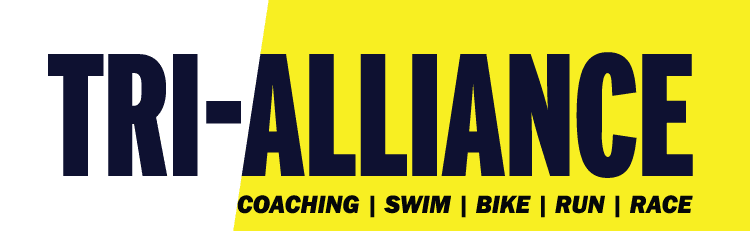 TRI-ALLIANCE
COACHING | SWIM | BIKE | RUN | RACE